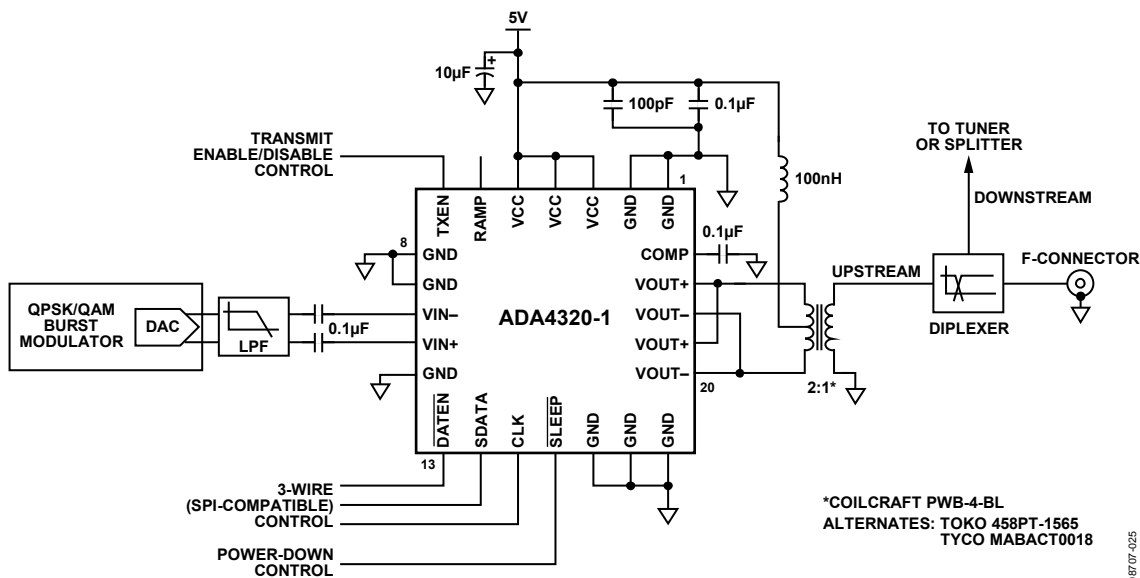 5V
10µF
+
100pF
0.1µF
TRANSMIT
ENABLE/DISABLE
CONTROL
TO TUNER
OR SPLITTER
100nH
DOWNSTREAM
1
TXEN
RAMP
VCC
VCC
VCC
GND
GND
8
GND
GND
VIN–
VIN+
GND
COMP
VOUT+
VOUT–
VOUT+
VOUT–
ADA4320-1
0.1µF
UPSTREAM
F-CONNECTOR
DIPLEXER
QPSK/QAM
BURST
MODULATOR
DAC
LPF
0.1µF
20
2:1*
DATEN
SDATA
CLK
SLEEP
GND
GND
GND
13
3-WIRE
(SPI-COMPATIBLE)
CONTROL
POWER-DOWN
CONTROL
*COILCRAFT PWB-4-BL
ALTERNATES: TOKO 458PT-1565
TYCO MABACT0018